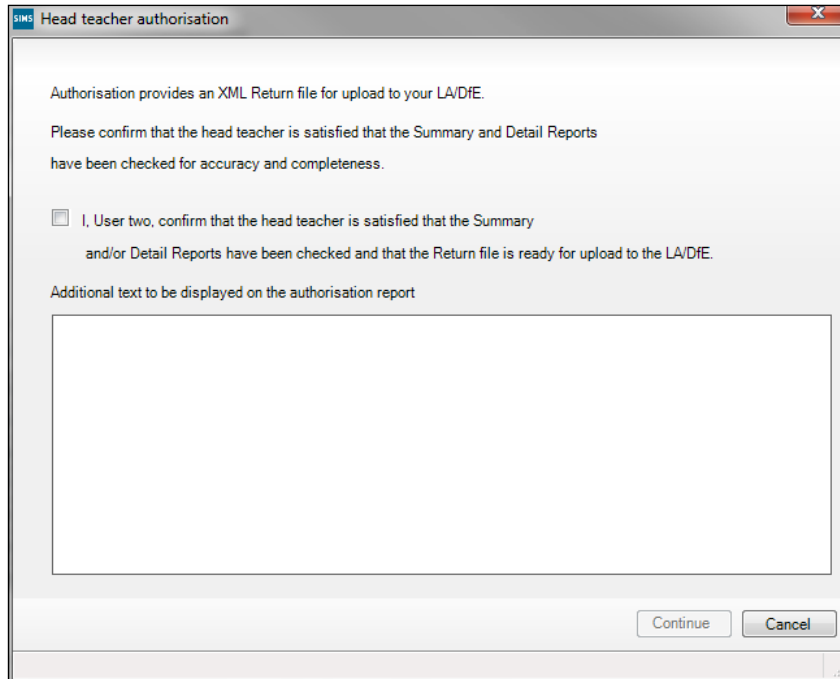 SIMS Head teacher authorisation
Authorisation provides an XML Return file for upload to your LA/DfE.
Please confirm that the head teacher is satisfied that the Summary and Detail Reports
have been checked for accuracy and completeness.
I, User two, confirm that the head teacher is satisfied that the Summary
and/or Detail Reports have been checked and that the Return file is ready for upload to the LA/DfE.
Additional text to be displayed on the authorisation report
Continue Cancel